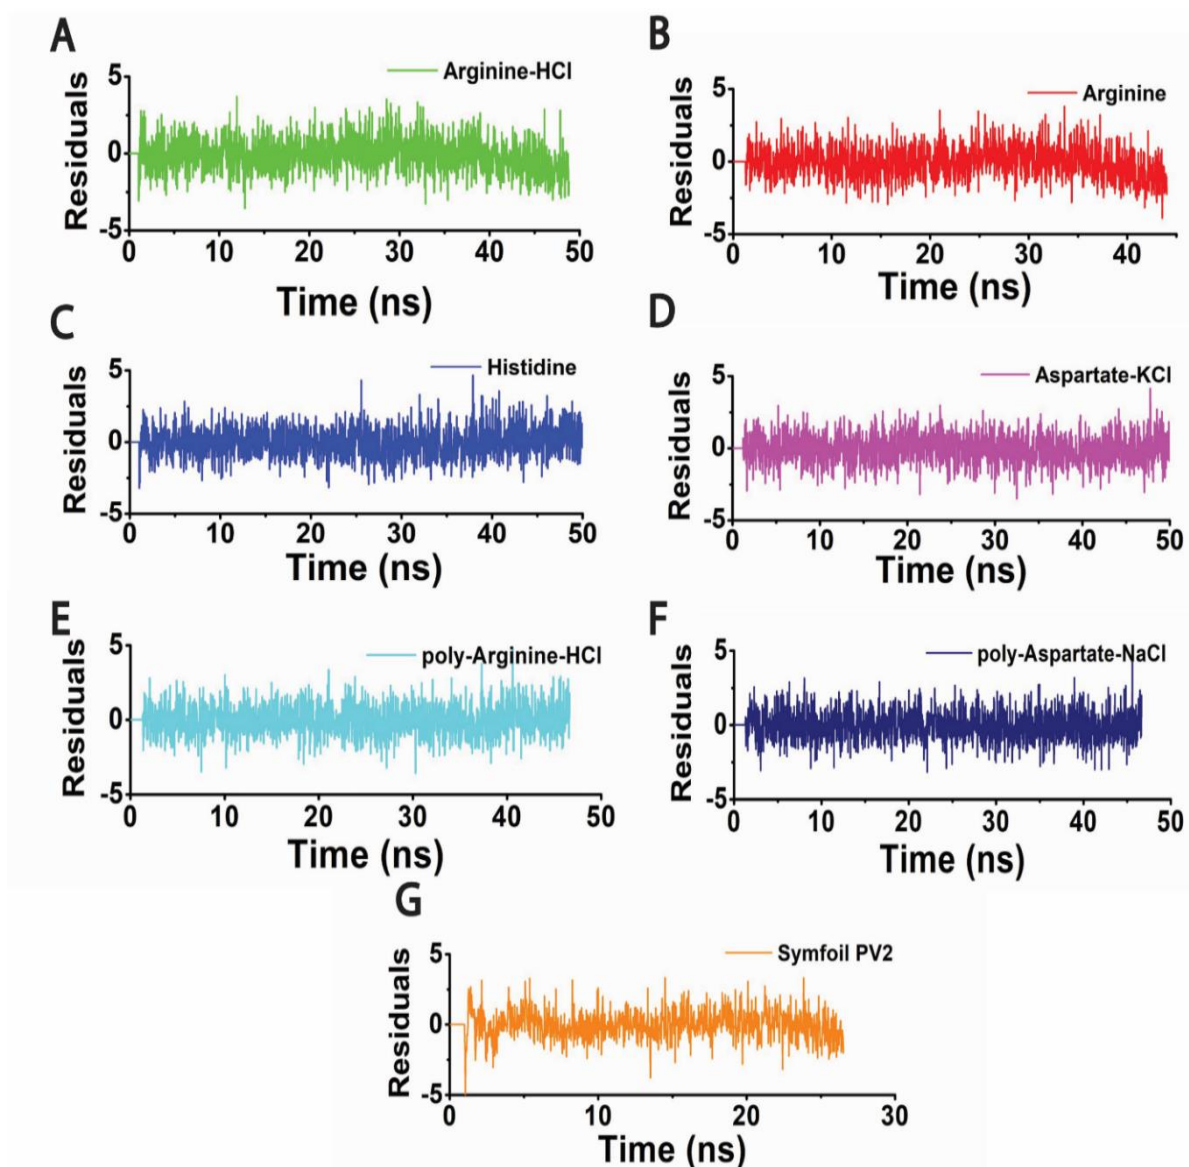 A
Arginine-HCl
Residuals
5
0
-5
0 10 20 30 40 50
Time (ns)
B
Arginine
Residuals
5
0
-5
0 10 20 30 40
Time (ns)
C
Histidine
Residuals
5
0
-5
0 10 20 30 40 50
Time (ns)
D
Aspartate-KCl
Residuals
5
0
-5
0 10 20 30 40 50
Time (ns)
E
poly-Arginine-HCl
Residuals
5
0
-5
0 10 20 30 40 50
Time (ns)
F
poly-Aspartate-NaCl
Residuals
5
0
-5
0 10 20 30 40 50
Time (ns)
G
Symfoil PV2
Residuals
5
0
-5
0 10 20 30
Time (ns)